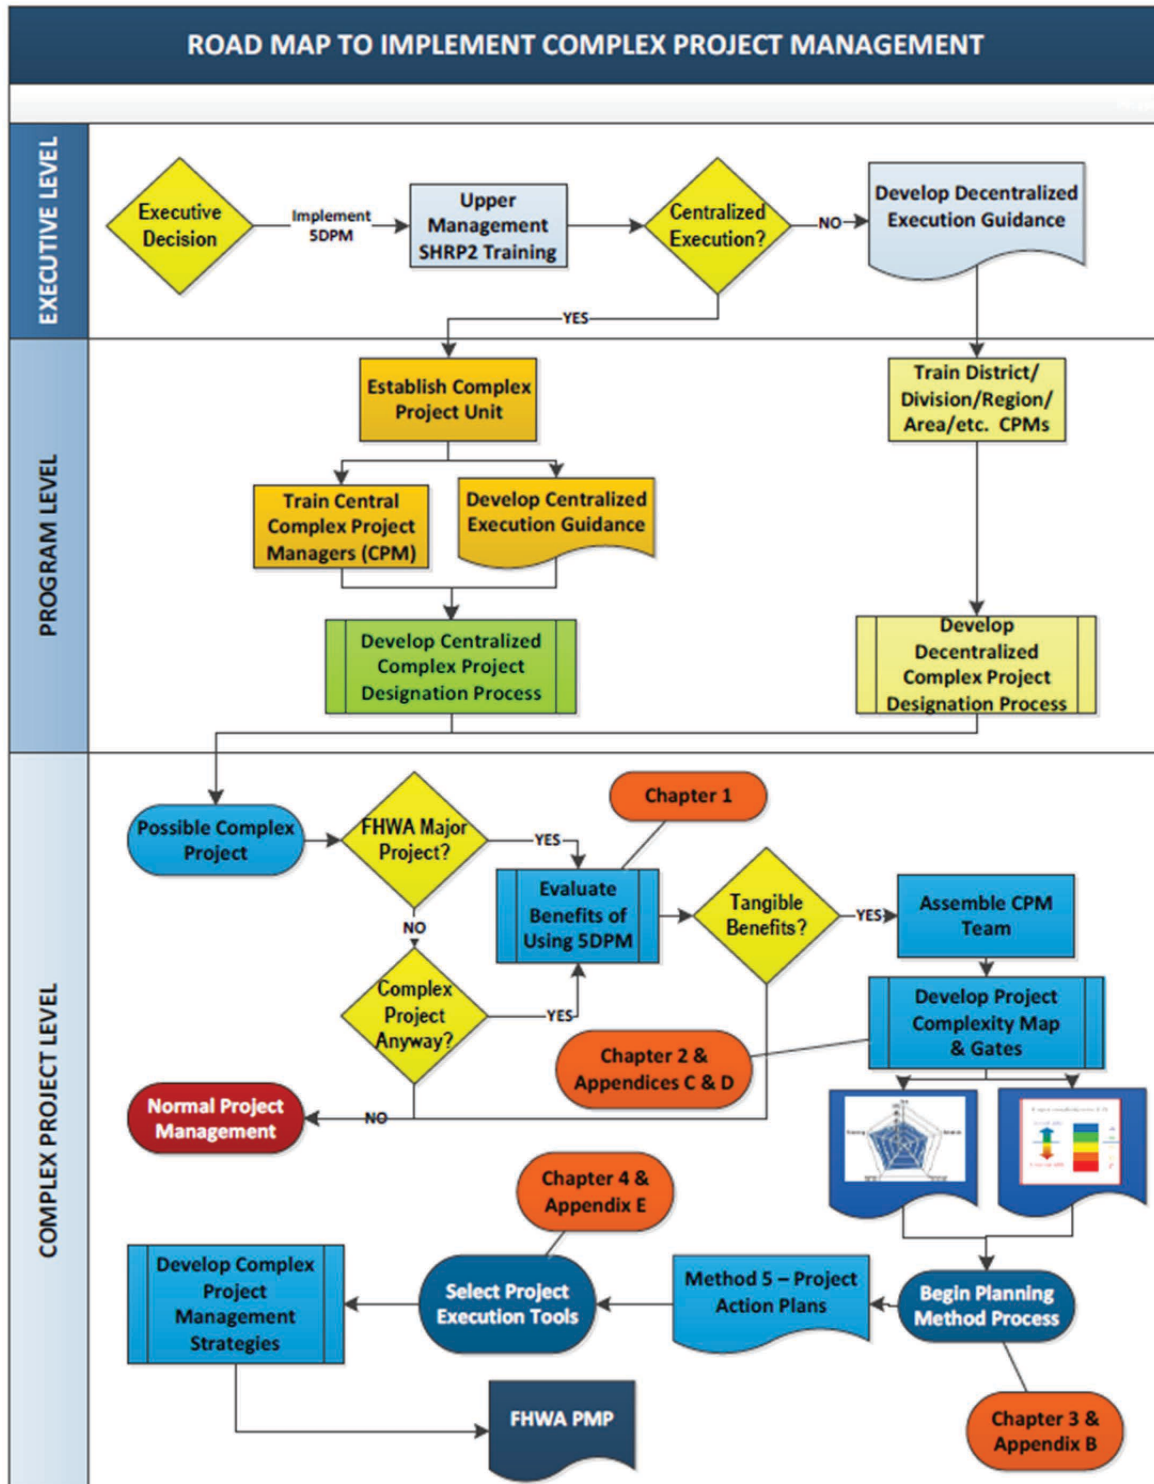 ROAD MAP TO IMPLEMENT COMPLEX PROJECT MANAGEMENT
EXECUTIVE LEVEL
Executive
Decision
Implement
5DPM
Upper
Management
SHRP2 Training
Centralized
Execution?
NO
Develop Decentralized
Execution Guidance
YES
PROGRAM LEVEL
Establish Complex
Project Unit
Train District/
Division/Region/
Area/etc. CPMs
Train Central
Complex Project
Managers (CPM)
Develop Centralized
Execution Guidance
Develop Centralized
Complex Project
Designation Process
Develop
Decentralized
Complex Project
Designation Process
COMPLEX PROJECT LEVEL
Possible Complex
Project
FHWA Major
Project?
YES
Chapter 1
Evaluate
Benefits of
Using 5DPM
Tangible
Benefits?
YES
Assemble CPM
Team
NO
Complex
Project
Anyway?
YES
Develop Project
Complexity Map
& Gates
Chapter 2 &
Appendices C & D
Normal Project
Management
NO
Chapter 4 &
Appendix E
Develop Complex
Project
Management
Strategies
Select Project
Execution Tools
Method 5 – Project
Action Plans
Begin Planning
Method Process
FHWA PMP
Chapter 3 &
Appendix B